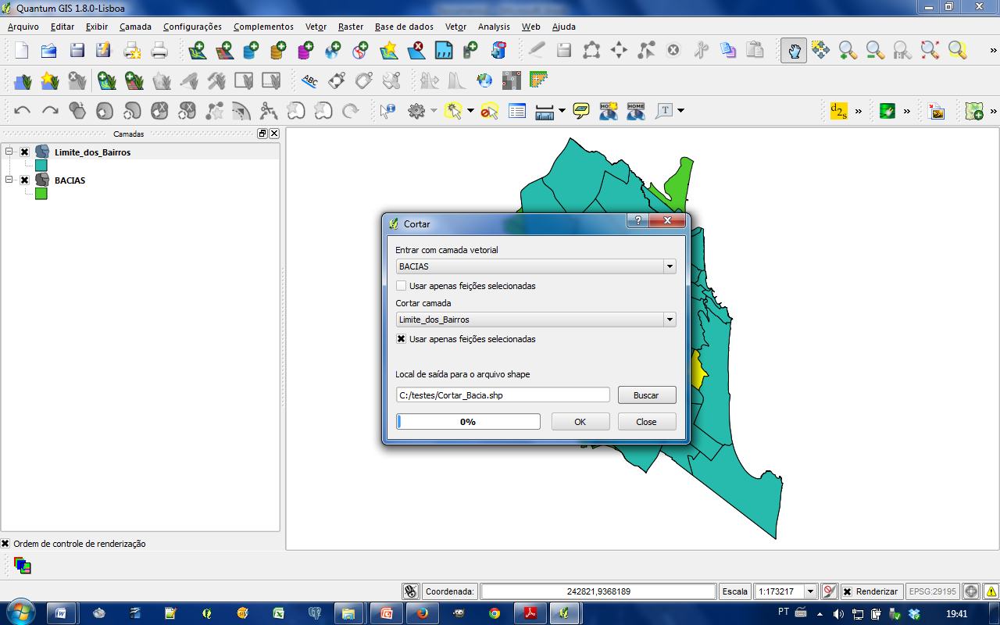 Quantum GIS 1.8.0-Lisboa
Arquivo Editar Exibir Camada Configurações Complementos Vetor Raster Base de dados Vetor Analysis Web Ajuda
ABC
d2s
HOME
T
Camadas
Limite_dos_Bairros
BACIAS
Cortar
Entrar com camada vetorial
BACIAS
Usar apenas feições selecionadas
Cortar camada
Limite_dos_Bairros
Usar apenas feições selecionadas
Local de saída para o arquivo shape
C:/testes/Cortar_Bacia.shp Buscar
0% OK Close
Ordem de controle de renderização
Coordenada: 242821,9368189 Escala 1:173217 Renderizar EPSG:29195
PT 19:41